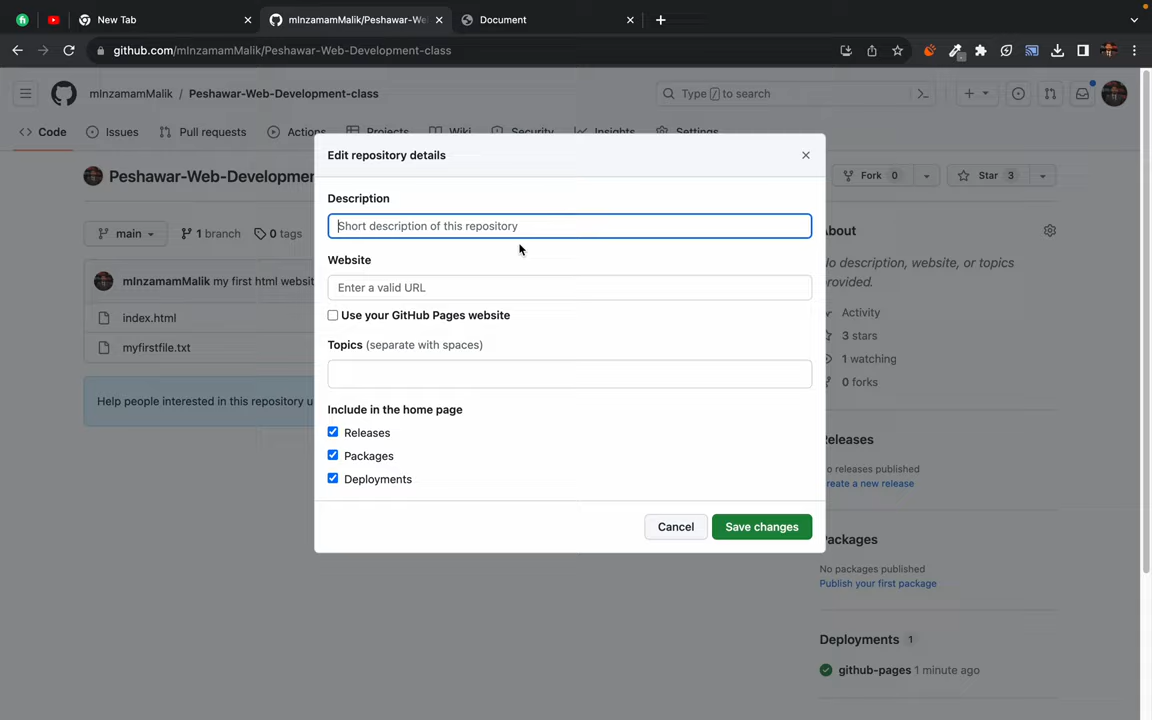 New Tab
mInzamamMalik/Peshawar-We
Document
github.com/mInzamamMalik/Peshawar-Web-Development-class
mInzamamMalik / Peshawar-Web-Development-class
Type / to search
Code
Issues
Pull requests
Actions
Projects
Wiki
Security
Insights
Settings
Edit repository details
Peshawar-Web-Developmen
Fork 0
Star 3
Description
Short description of this repository
main
1 branch
0 tags
About
No description, website, or topics
provided.
Website
Enter a valid URL
mInzamamMalik my first html websit
Use your GitHub Pages website
index.html
Activity
3 stars
Topics (separate with spaces)
myfirstfile.txt
1 watching
0 forks
Help people interested in this repository u
Include in the home page
Releases
Packages
Deployments
Releases
No releases published
Create a new release
Cancel
Save changes
Packages
No packages published
Publish your first package
Deployments 1
github-pages 1 minute ago